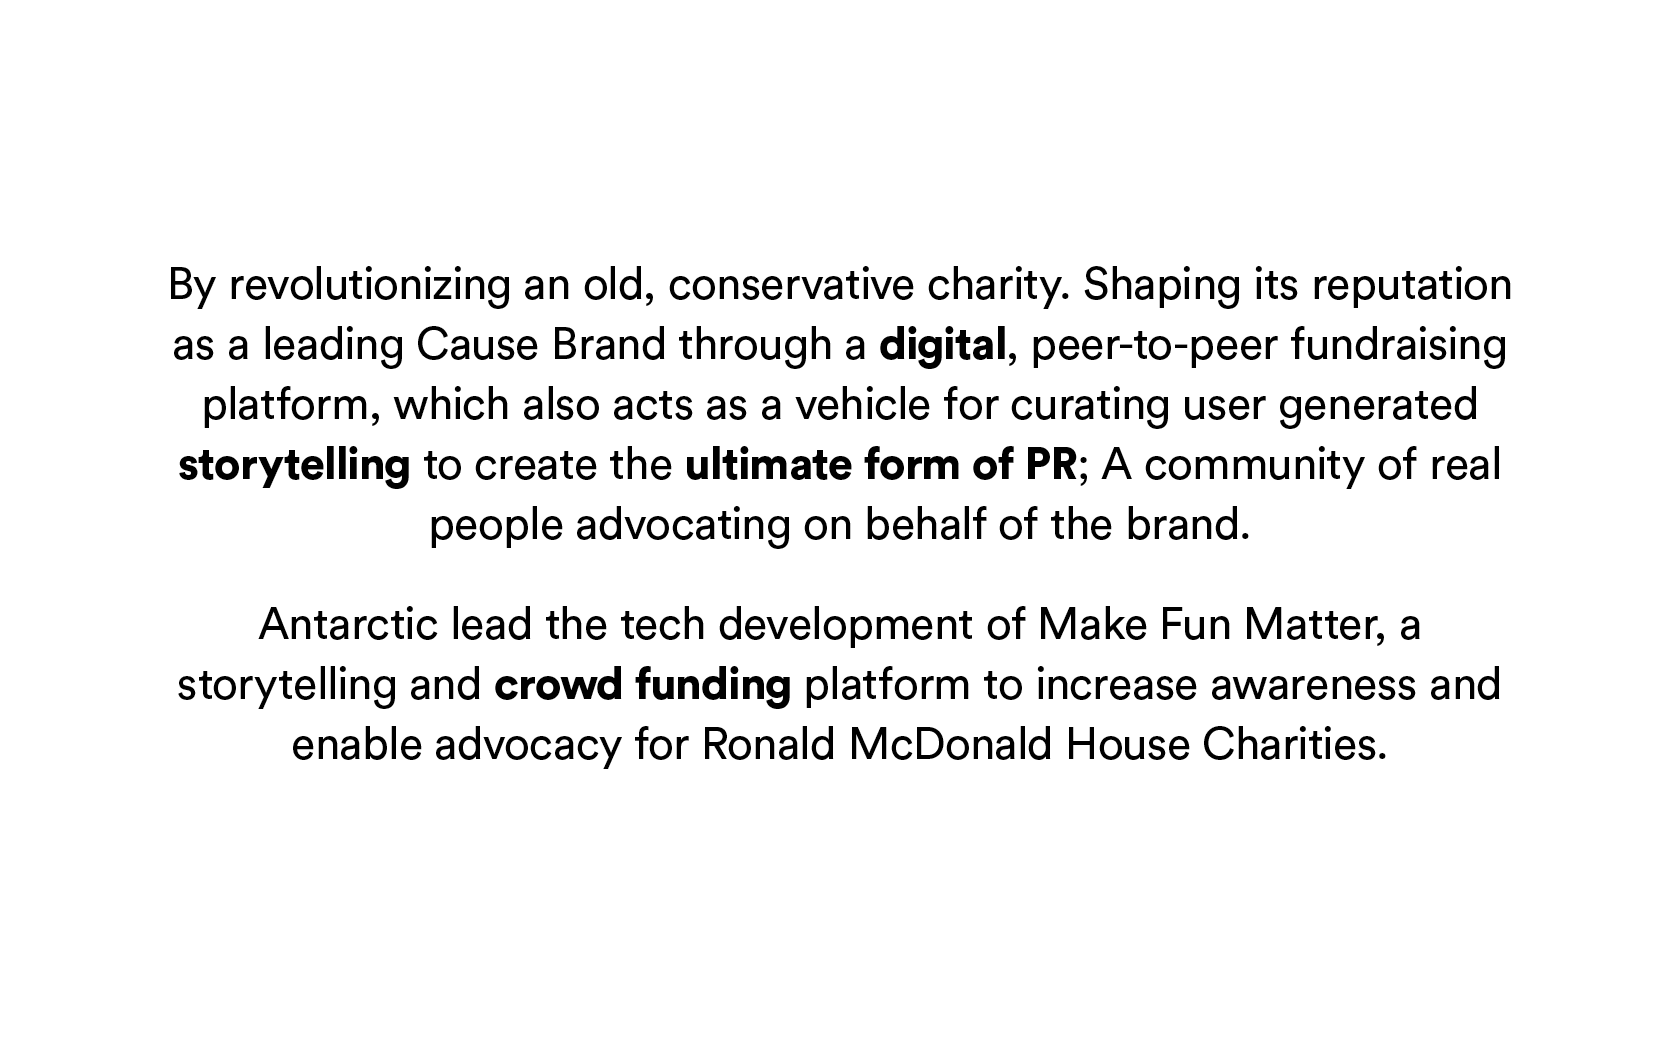 By revolutionizing an old, conservative charity. Shaping its reputation
as a leading Cause Brand through a digital, peer-to-peer fundraising
platform, which also acts as a vehicle for curating user generated
storytelling to create the ultimate form of PR; A community of real
people advocating on behalf of the brand.
Antarctic lead the tech development of Make Fun Matter, a
storytelling and crowd funding platform to increase awareness and
enable advocacy for Ronald McDonald House Charities.